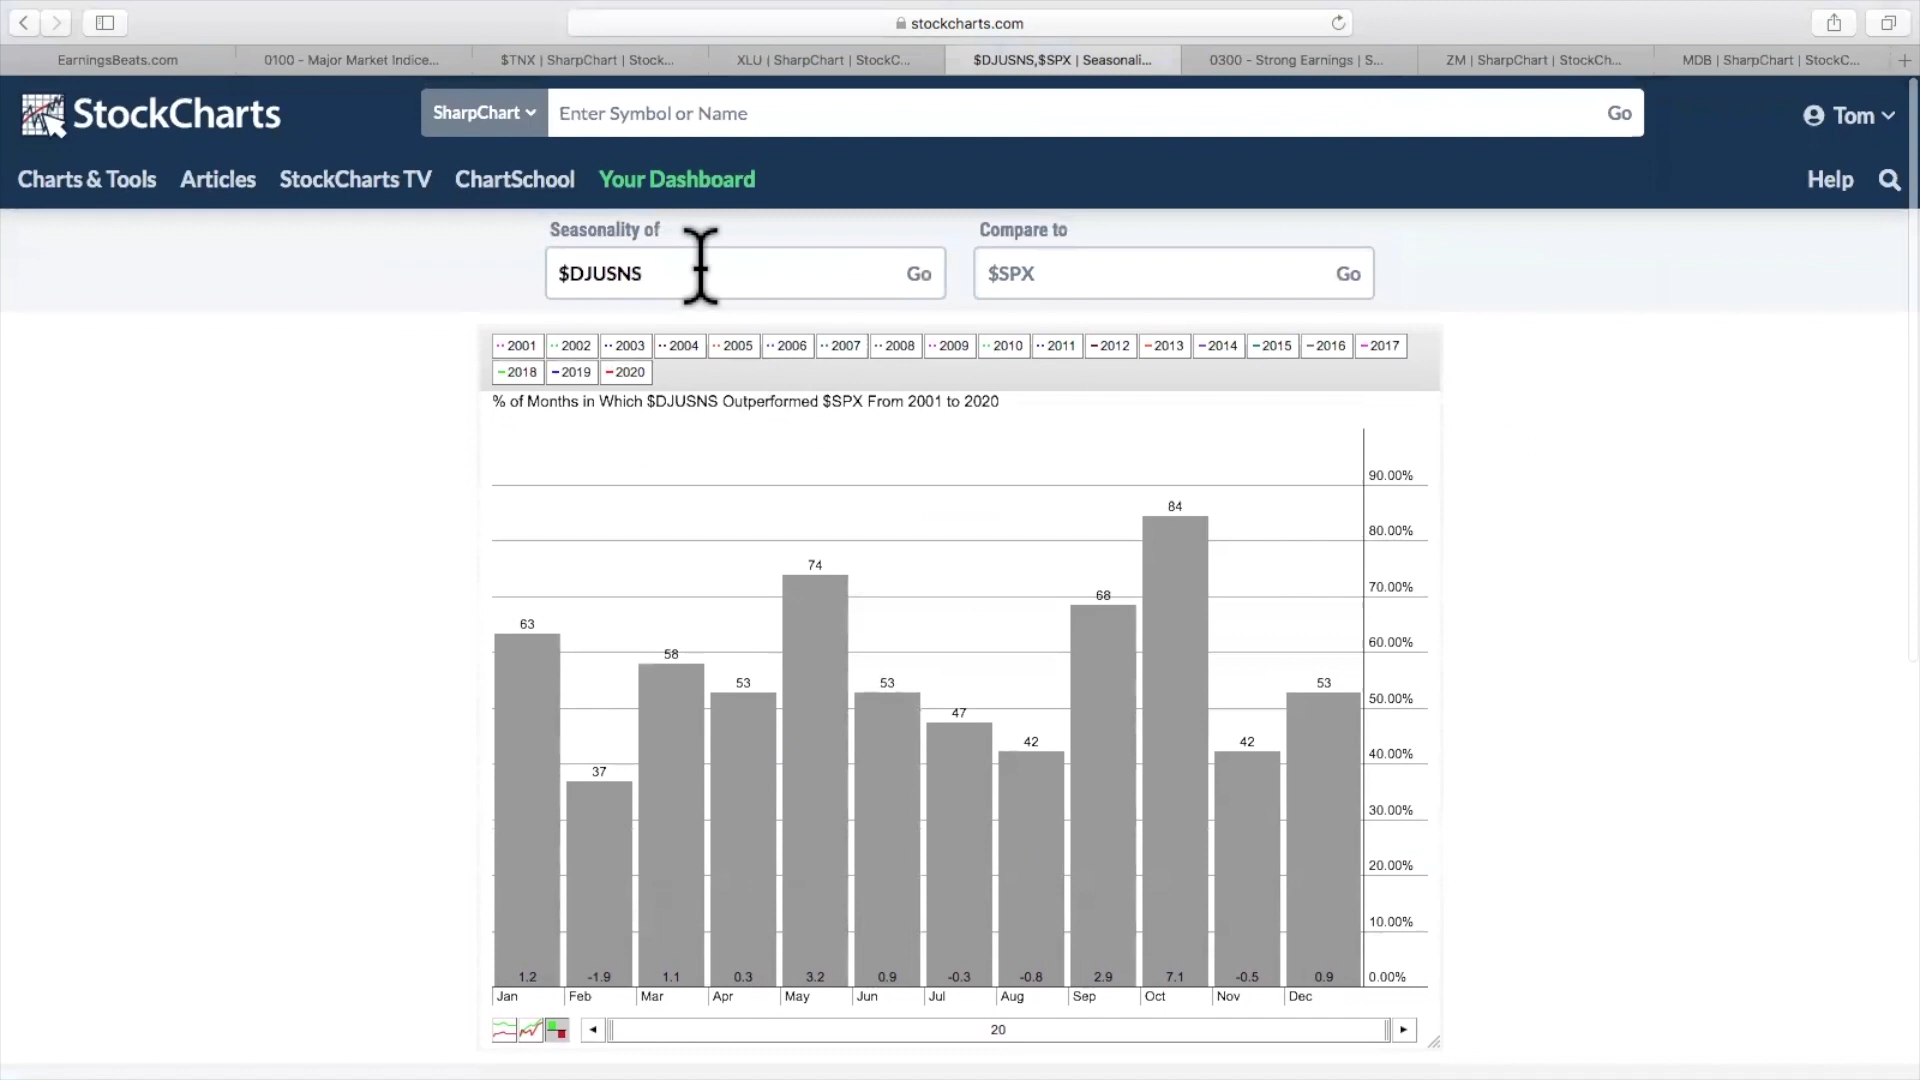 stockcharts.com
EarningsBeats.com 0100 - Major Market Indice... $TNX | SharpChart | Stock... XLU | SharpChart | StockC... $DJUSNS,$SPX | Seasonali... 0300 - Strong Earnings | S... ZM | SharpChart | StockCh... MDB | SharpChart | StockC...
StockCharts SharpChart Enter Symbol or Name Go Tom
Charts & Tools Articles StockCharts TV ChartSchool Your Dashboard Help
Seasonality of Compare to
$DJUSNS Go $SPX Go
2001 2002 2003 2004 2005 2006 2007 2008 2009 2010 2011 2012 2013 2014 2015 2016 2017
2018 2019 2020
% of Months in Which $DJUSNS Outperformed $SPX From 2001 to 2020
90.00%
84
80.00%
74
70.00%
68
63
60.00%
58
53 53 53
50.00%
47
42 42
40.00%
37
30.00%
20.00%
10.00%
1.2 -1.9 1.1 0.3 3.2 0.9 -0.3 -0.8 2.9 7.1 -0.5 0.9 0.00%
Jan Feb Mar Apr May Jun Jul Aug Sep Oct Nov Dec
20